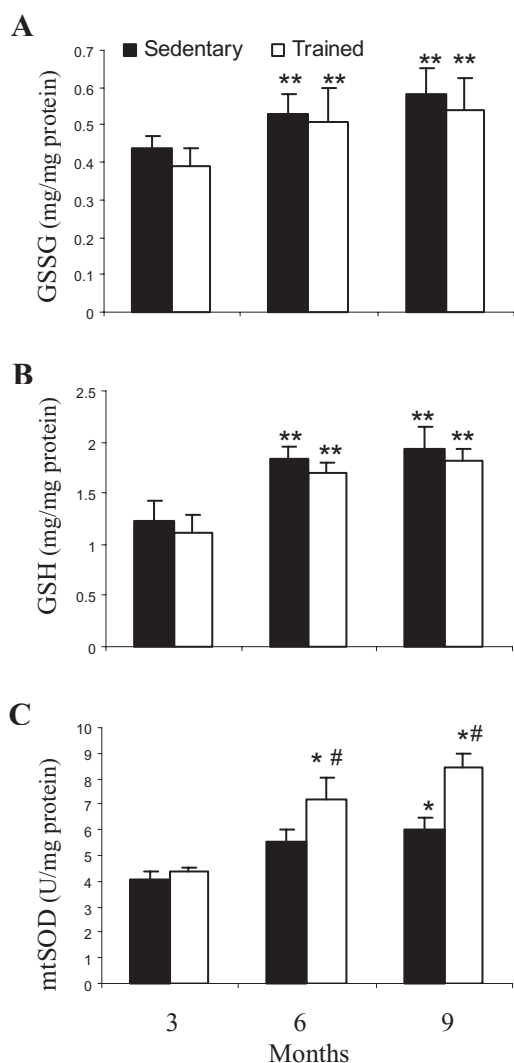 A
Sedentary Trained
GSSG (mg/mg protein)
0.7
0.6
0.5
0.4
0.3
0.2
0.1
0
** ** ** **
B
GSH (mg/mg protein)
2.5
2
1.5
1
0.5
0
** ** ** **
C
mtSOD (U/mg protein)
10
9
8
7
6
5
4
3
2
1
0
* # * *#
3 6 9
Months